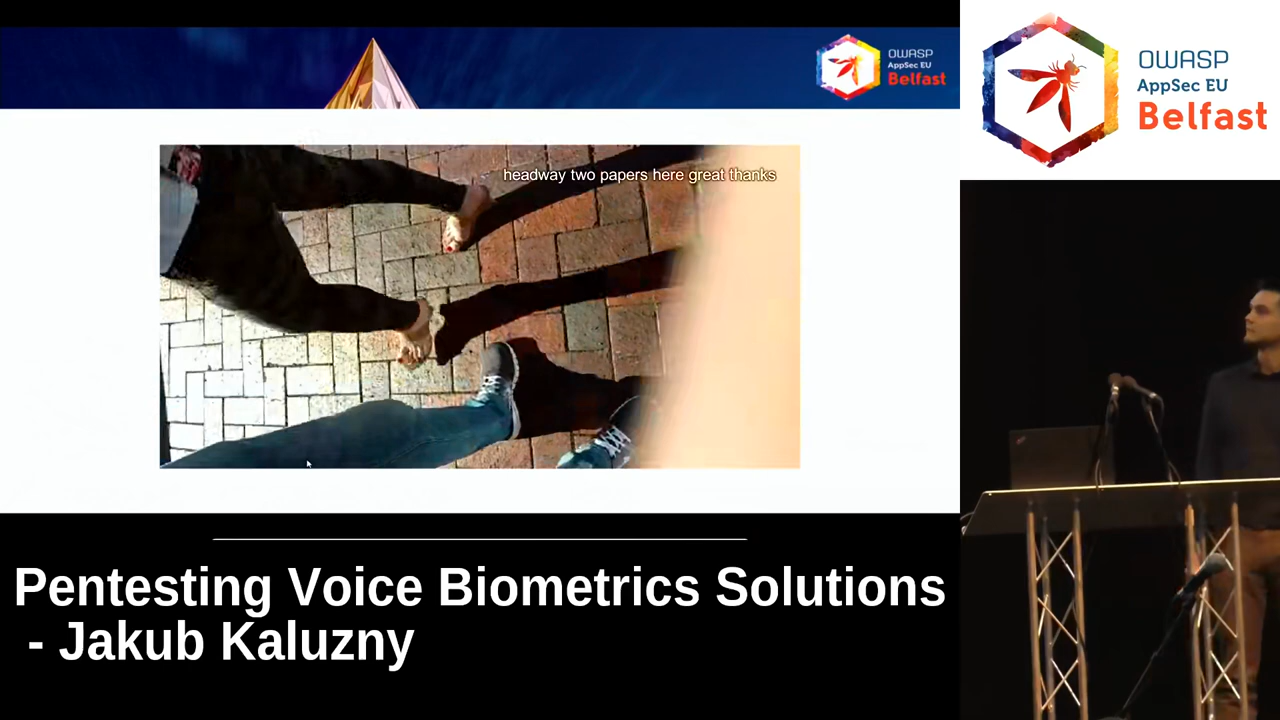 OWASP
AppSec EU
Belfast
OWASP
AppSec EU
Belfast
headway two papers here great thanks
Pentesting Voice Biometrics Solutions
- Jakub Kaluzny